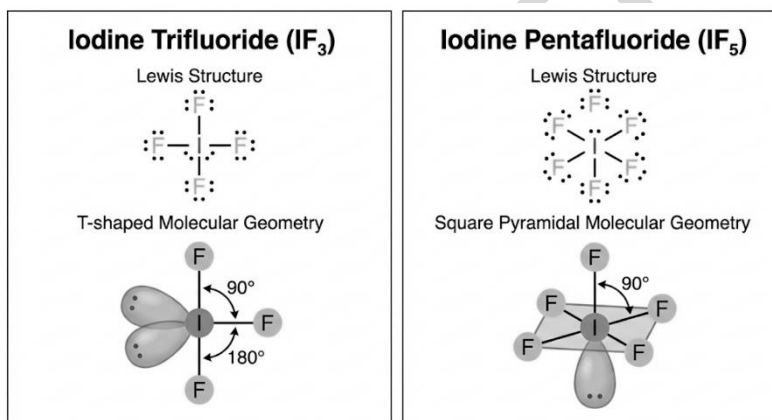 Iodine Trifluoride (IF₃)
Lewis Structure
F
F I F
F
T-shaped Molecular Geometry
F
90°
I F
180°
F
Iodine Pentafluoride (IF₅)
Lewis Structure
F
F F
I
F F
F
Square Pyramidal Molecular Geometry
F
90°
F F
I
F F